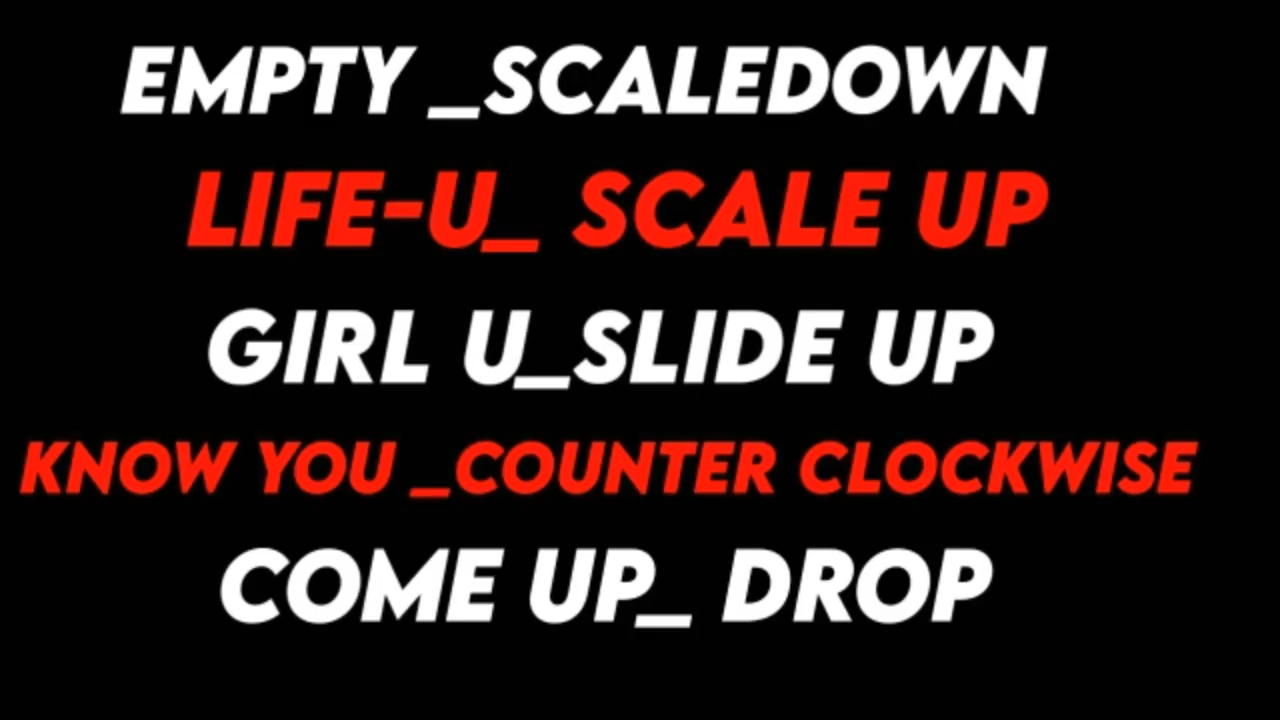 EMPTY _SCALEDOWN
LIFE-U_ SCALE UP
GIRL U_SLIDE UP
KNOW YOU _COUNTER CLOCKWISE
COME UP_ DROP